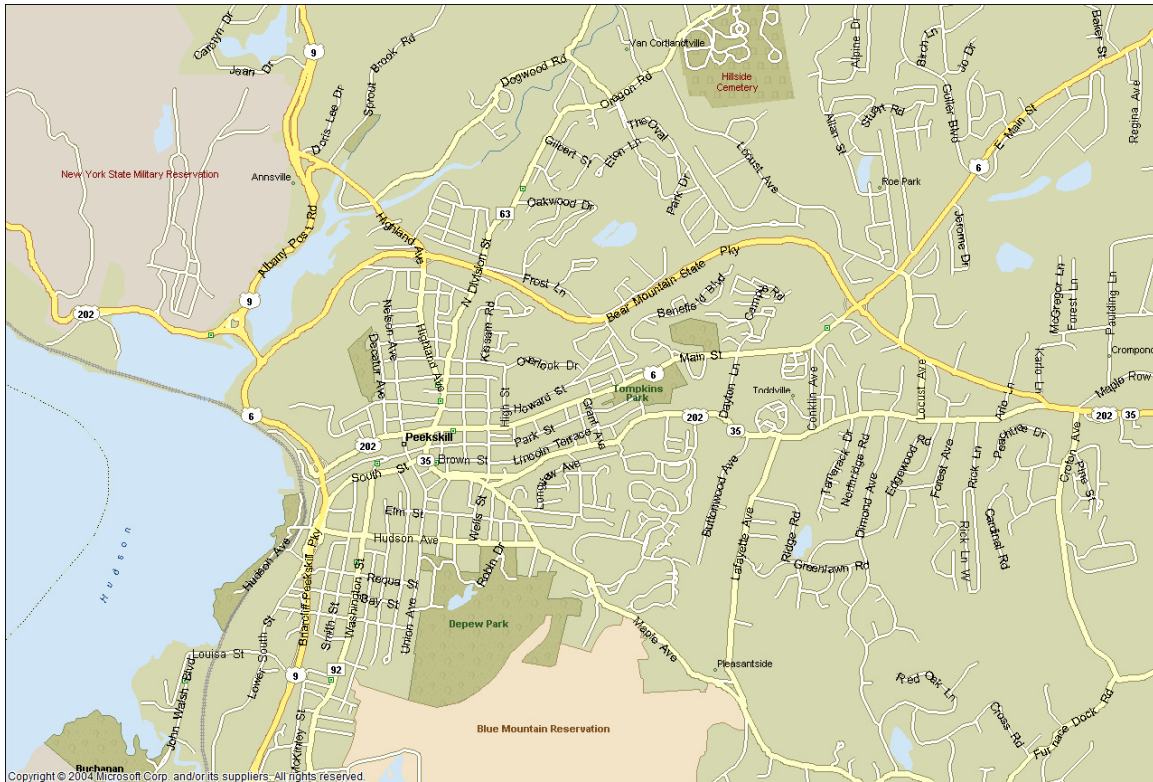 Carolyn Dr
Jean Dr
9
Doris Lee Dr
Sprout Brook Rd
Dogwood Rd
Van Cortlandtville
Oregon Rd
Hillside
Cemetery
Alpine Dr
Birch Ln
Jo Dr
Baker St
Regina Ave
E Main St
6
Stuart Rd
Guiler Blvd
Allan St
Roe Park
The Oval
Gilbert St
Eton Ln
Locust Ave
Park Dr
Oakwood Dr
63
New York State Military Reservation
Annsville
Albany Post Rd
Highland Ave
N Division St
Frost Ln
Bear Mountain State Pky
Jerome Dr
9
202
Benefield Blvd
Camp Rd
McGregor Ln
Forest Ln
Paulding Ln
Nelson Ave
Decatur Ave
Highland Ave
Kissam Rd
Overlook Dr
Main St
6
Crompond
Karlo Ln
Maple Row
Howard St
High St
Tompkins
Park
Dayton Ln
Toddville
Conklin Ave
Locust Ave
Arlo Ln
6
202
Peekskill
Park St
Grant Ave
202
35
202
35
35
Brown St
Lincoln Terrace
South St
Longview Ave
Buttonwood Ave
Tamarack Dr
Northridge Rd
Dimond Ave
Edgewood Rd
Forest Ave
Rick Ln
Peachtree Dr
Croton Ave
Pine St
Elm St
Wells St
Hudson Ave
Lafayette Ave
Ridge Rd
Rick Ln W
Cardinal Rd
Greenlawn Rd
Hudson
Hudson Ave
Briarcliff-Peekskill Pky
Robin Dr
Requa St
Bay St
Smith St
Washington St
Union Ave
Depew Park
Maple Ave
Pleasantside
Louisa St
Lower South St
John Walsh Blvd
9
92
McKinley St
Blue Mountain Reservation
Red Oak Ln
Cross Rd
Furnace Dock Rd
Buchanan
Copyright © 2004 Microsoft Corp. and/or its suppliers. All rights reserved.